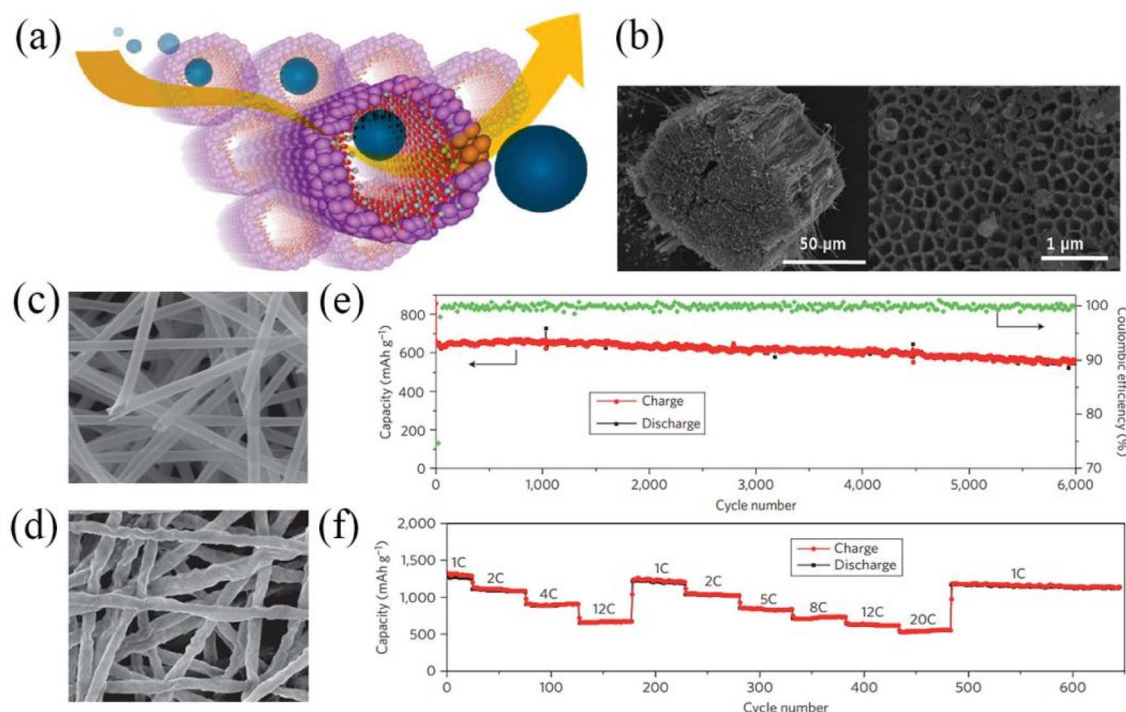 (a)
(b)
50 µm
1 µm
(c)
(d)
(e)
Capacity (mAh g⁻¹)
800
600
400
200
0
Charge
Discharge
100
90
80
70
Coulombic efficiency (%)
0 1,000 2,000 3,000 4,000 5,000 6,000
Cycle number
(f)
Capacity (mAh g⁻¹)
2,000
1,500
1,000
500
0
Charge
Discharge
1C 2C 4C 12C 1C 2C 5C 8C 12C 20C 1C
0 100 200 300 400 500 600
Cycle number